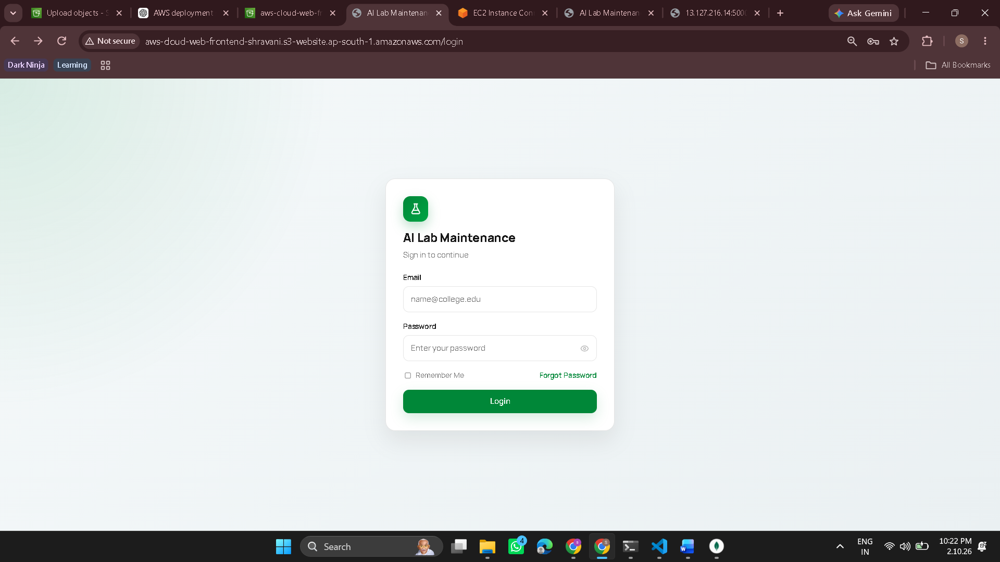 Upload objects - S
AWS deployment
aws-cloud-web-fr
AI Lab Maintenan
EC2 Instance Con
AI Lab Maintenan
13.127.216.14:500
Ask Gemini
Not secure
aws-cloud-web-frontend-shravani.s3-website.ap-south-1.amazonaws.com/login
S
Dark Ninja
Learning
All Bookmarks
AI Lab Maintenance
Sign in to continue
Email
name@college.edu
Password
Enter your password
Remember Me
Forgot Password
Login
Search
4
ENG
IN
10:22 PM
2.10.26